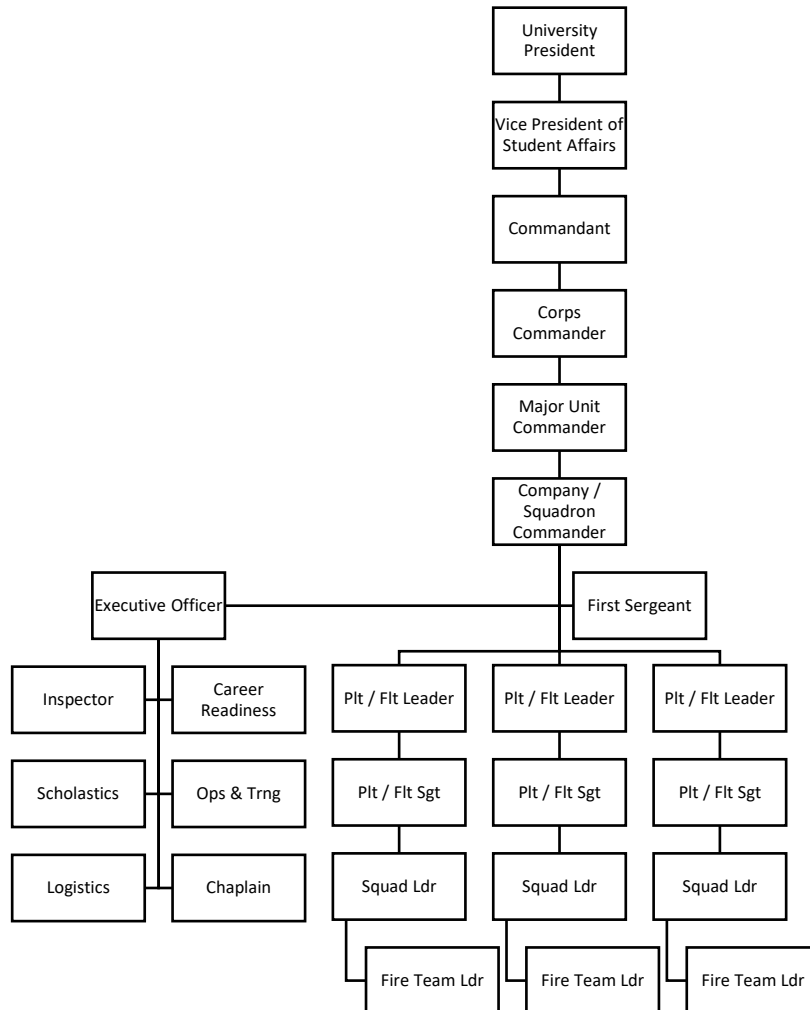 University
President
Vice President of
Student Affairs
Commandant
Corps
Commander
Major Unit
Commander
Company /
Squadron
Commander
Executive Officer
First Sergeant
Inspector
Career
Readiness
Plt / Flt Leader
Plt / Flt Leader
Plt / Flt Leader
Scholastics
Ops & Trng
Plt / Flt Sgt
Plt / Flt Sgt
Plt / Flt Sgt
Logistics
Chaplain
Squad Ldr
Squad Ldr
Squad Ldr
Fire Team Ldr
Fire Team Ldr
Fire Team Ldr